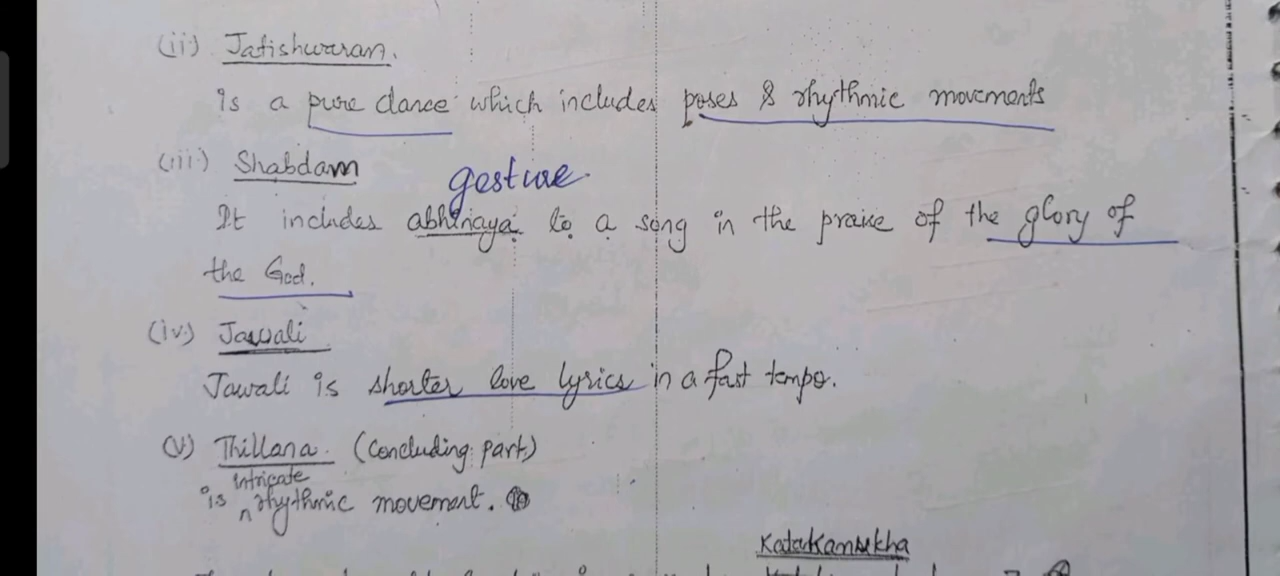 (ii) Jatishwaran.
is a pure dance which includes poses & rhythmic movements
(iii) Shabdam
gesture
It includes abhinaya to a song in the praise of the glory of
the God.
(iv) Jawali
Jawali is shorter love lyrics in a fast tempo.
(v) Thillana. (Concluding part)
intricate
is rhythmic movement.
Katakamukha